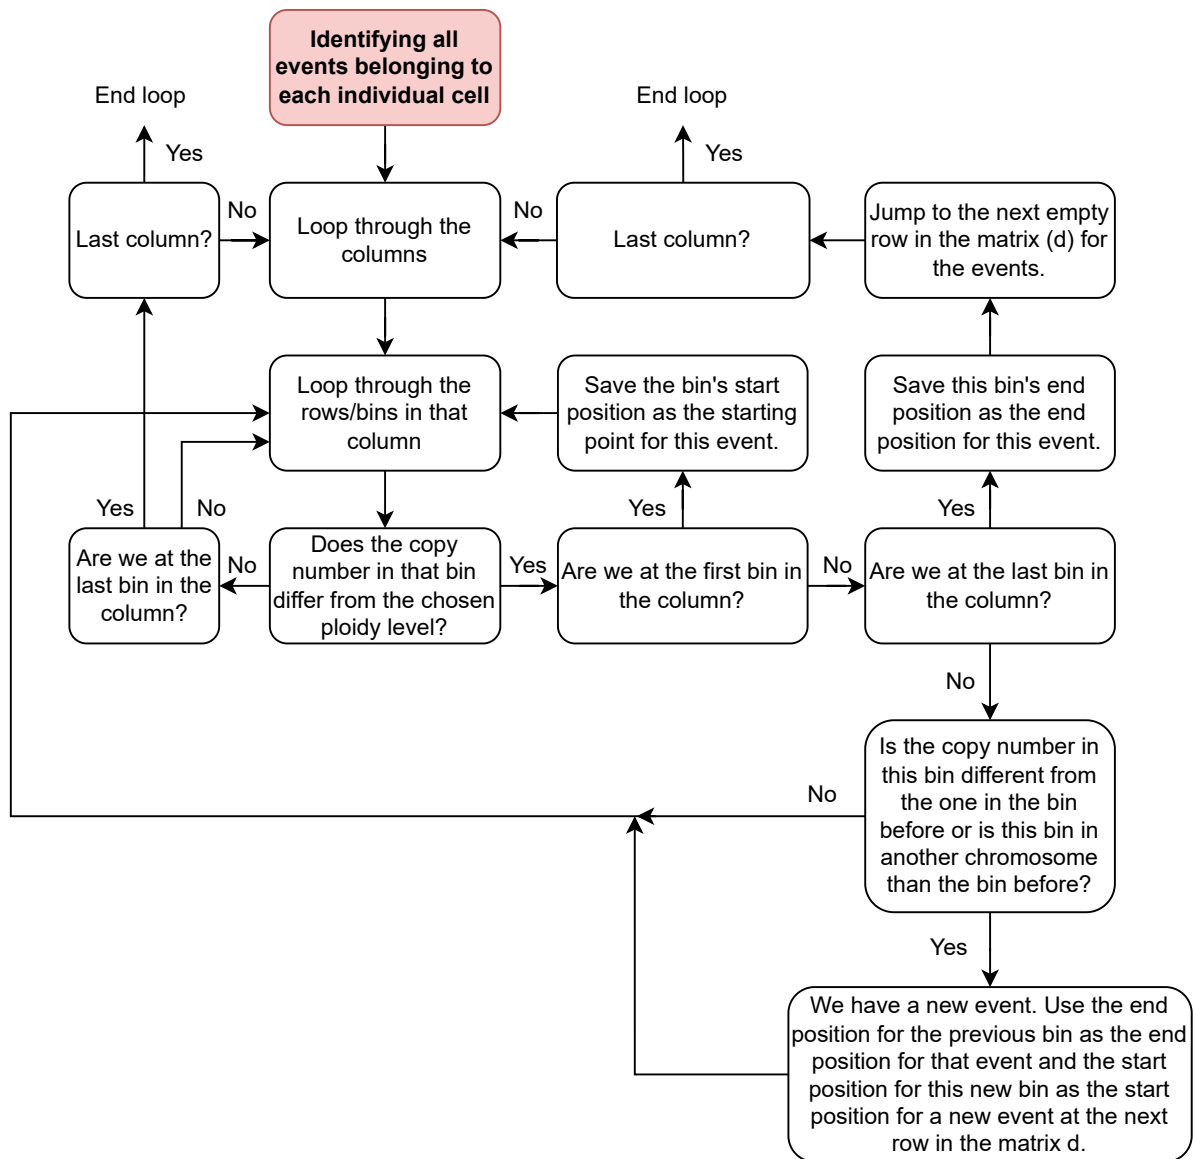 Identifying all
events belonging to
each individual cell
End loop
End loop
Yes
Yes
Last column?
No
Loop through the
columns
No
Last column?
Jump to the next empty
row in the matrix (d) for
the events.
Loop through the
rows/bins in that
column
Save the bin's start
position as the starting
point for this event.
Save this bin's end
position as the end
position for this event.
Yes
No
Yes
Yes
Are we at the
last bin in the
column?
No
Does the copy
number in that bin
differ from the chosen
ploidy level?
Yes
Are we at the first bin in
the column?
No
Are we at the last bin in
the column?
No
Is the copy number in
this bin different from
the one in the bin
before or is this bin in
another chromosome
than the bin before?
No
Yes
We have a new event. Use the end
position for the previous bin as the end
position for that event and the start
position for this new bin as the start
position for a new event at the next
row in the matrix d.